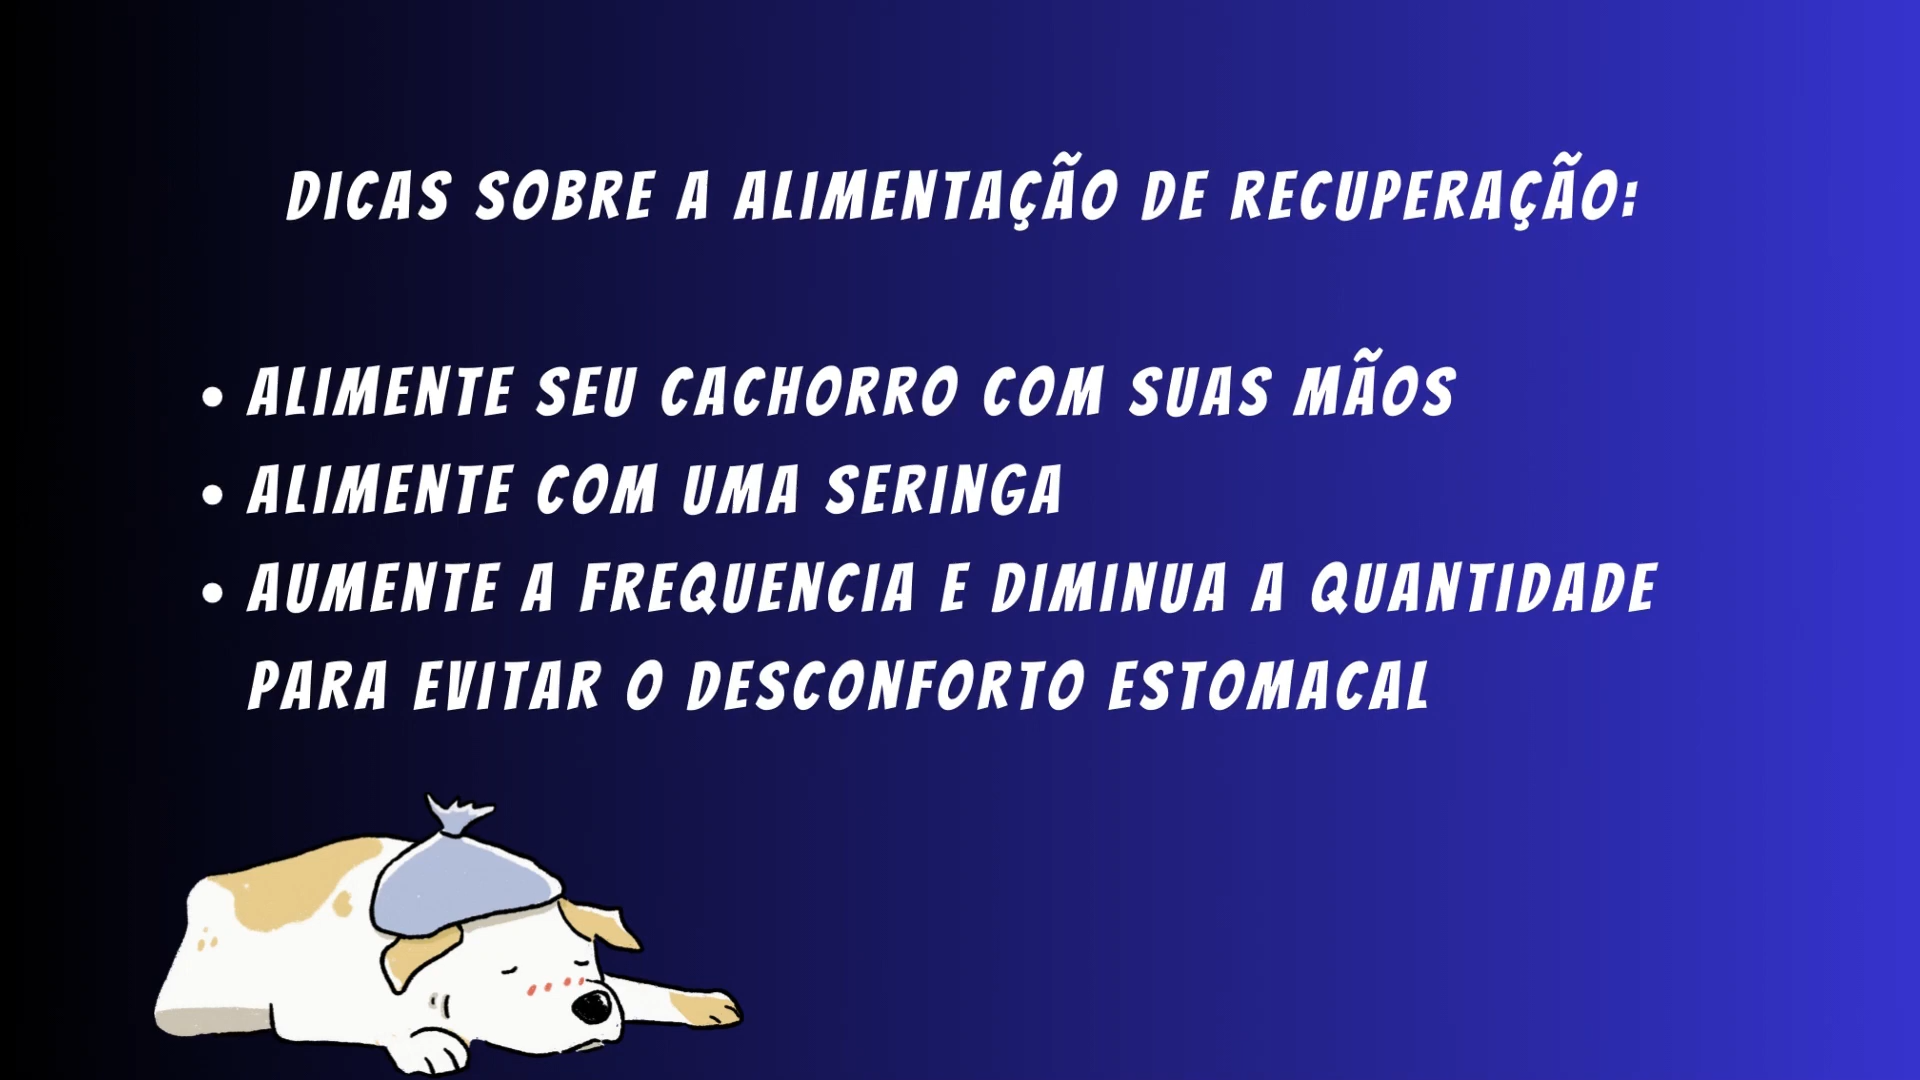 DICAS SOBRE A ALIMENTAÇÃO DE RECUPERAÇÃO:
• ALIMENTE SEU CACHORRO COM SUAS MÃOS
• ALIMENTE COM UMA SERINGA
• AUMENTE A FREQUENCIA E DIMINUA A QUANTIDADE
PARA EVITAR O DESCONFORTO ESTOMACAL